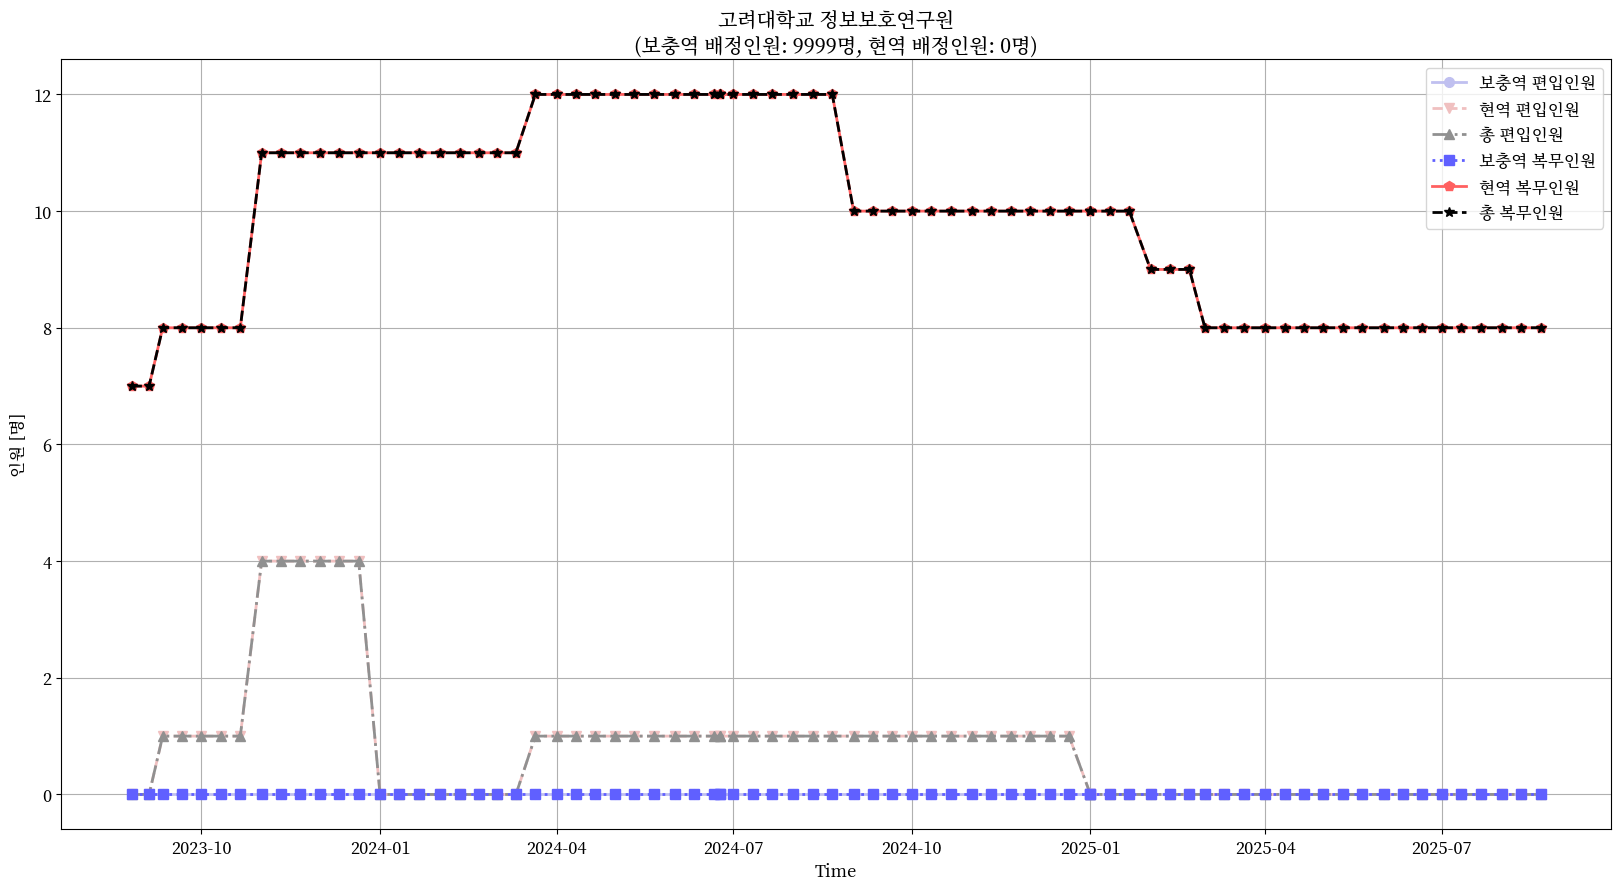 고려대학교 정보보호연구원
(보충역 배정인원: 9999명, 현역 배정인원: 0명)
보충역 편입인원
현역 편입인원
총 편입인원
보충역 복무인원
현역 복무인원
총 복무인원
인원 [명]
12
10
8
6
4
2
0
2023-10
2024-01
2024-04
2024-07
2024-10
2025-01
2025-04
2025-07
Time